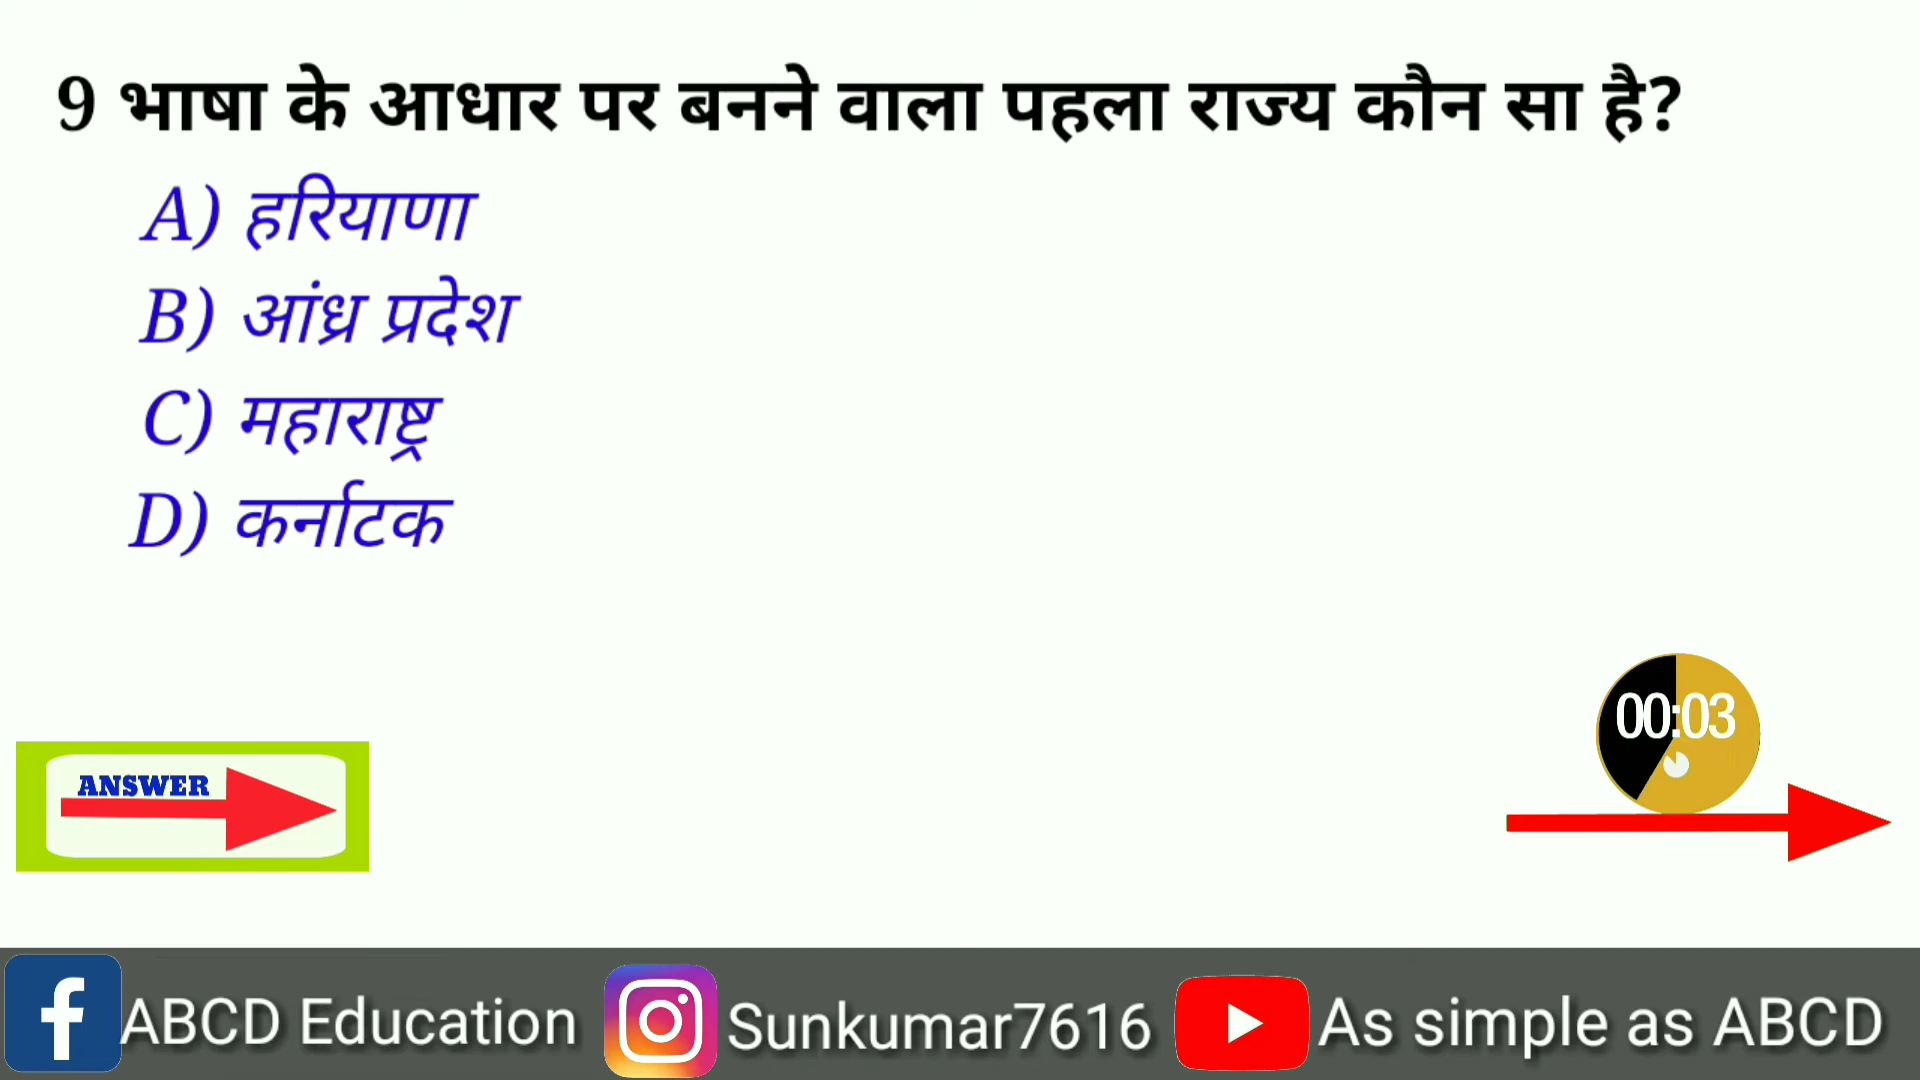 9 भाषा के आधार पर बनने वाला पहला राज्य कौन सा है?
A) हरियाणा
B) आंध्र प्रदेश
C) महाराष्ट्र
D) कर्नाटक
00:03
ANSWER
ABCD Education Sunkumar7616 As simple as ABCD